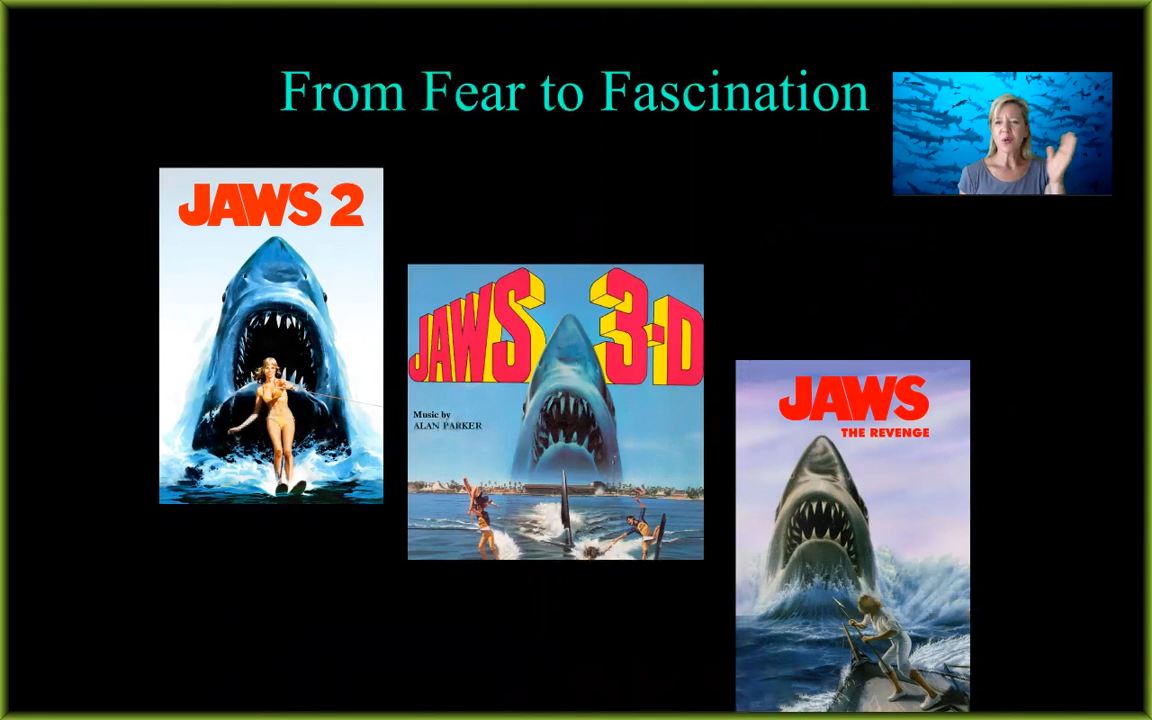 From Fear to Fascination
JAWS 2
JAWS 3-D
Music by
ALAN PARKER
JAWS
THE REVENGE